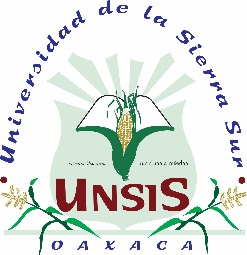 • Universidad de la Sierra Sur •
UNSIS
OAXACA